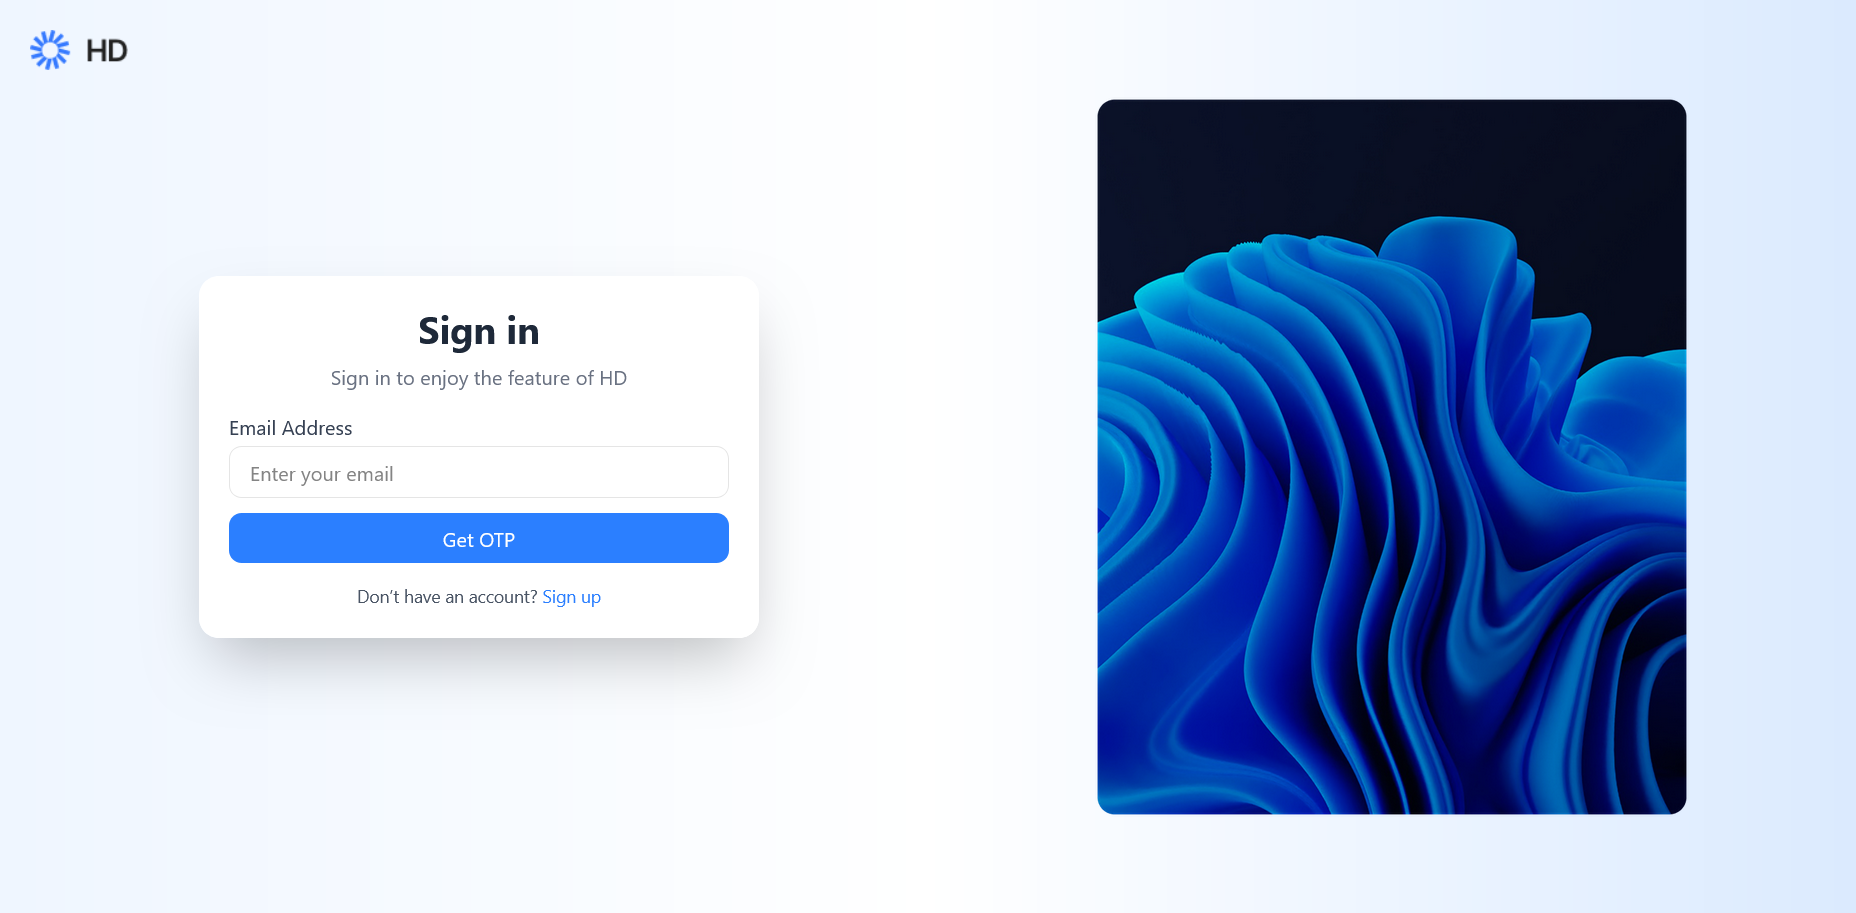 HD
Sign in
Sign in to enjoy the feature of HD
Email Address
Enter your email
Get OTP
Don’t have an account? Sign up